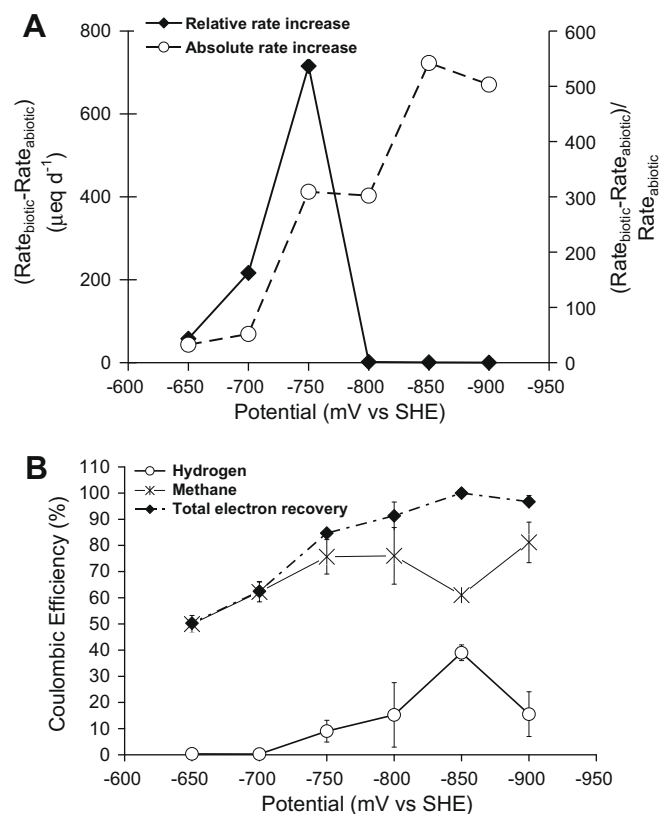 A
Relative rate increase
Absolute rate increase
800
600
400
200
0
600
500
400
300
200
100
0
(Rate_biotic-Rate_abiotic)
(µeq d⁻¹)
(Rate_biotic-Rate_abiotic)/
Rate_abiotic
-600 -650 -700 -750 -800 -850 -900 -950
Potential (mV vs SHE)
B
Hydrogen
Methane
Total electron recovery
110
100
90
80
70
60
50
40
30
20
10
0
Coulombic Efficiency (%)
-600 -650 -700 -750 -800 -850 -900 -950
Potential (mV vs SHE)